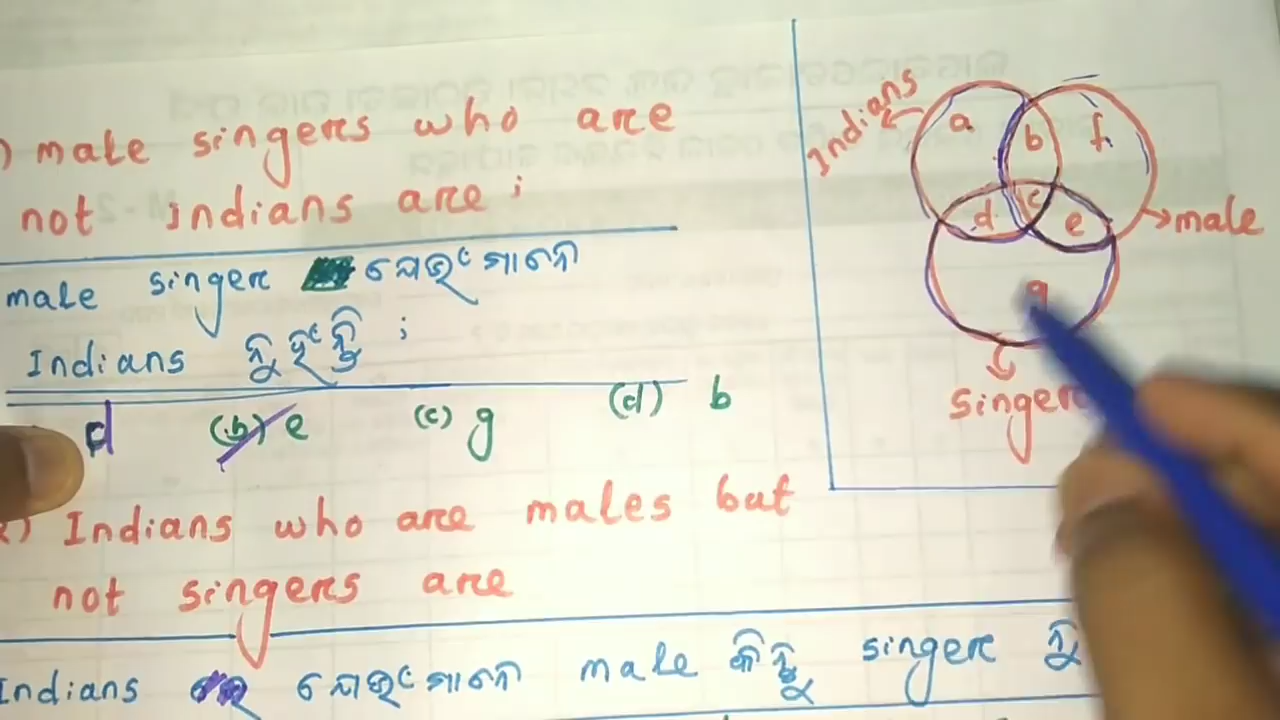 ) male singers who are
not indians are ;
male singer ଯେଉଁମାନେ
Indians ନୁହଁନ୍ତି ;
d (b) e (c) g (d) b
2) Indians who are males but
not singers are
Indians ଯେଉଁମାନେ male କିନ୍ତୁ singer ନୁ
Indians
a b f
c
d e
male
g
singer